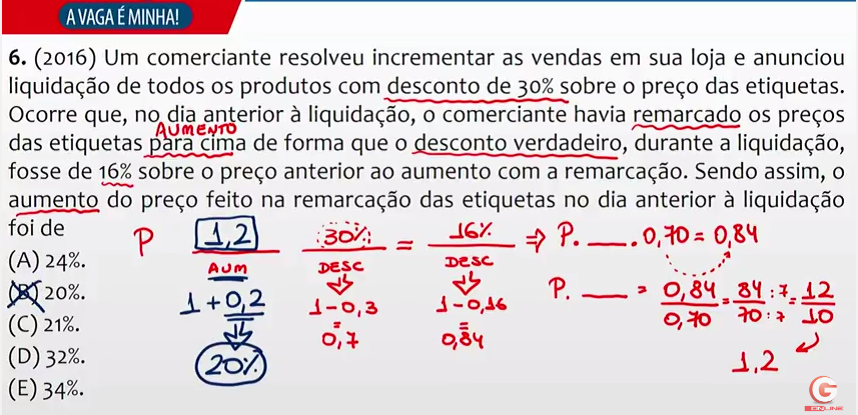 A VAGA É MINHA!
6. (2016) Um comerciante resolveu incrementar as vendas em sua loja e anunciou
liquidação de todos os produtos com desconto de 30% sobre o preço das etiquetas.
Ocorre que, no dia anterior à liquidação, o comerciante havia remarcado os preços
AUMENTO
das etiquetas para cima de forma que o desconto verdadeiro, durante a liquidação,
fosse de 16% sobre o preço anterior ao aumento com a remarcação. Sendo assim, o
aumento do preço feito na remarcação das etiquetas no dia anterior à liquidação
foi de
P 1,2 30% = 16% ⇒ P. ___ . 0,70 = 0,84
AUM DESC DESC
(A) 24%.
(B) 20%.
(C) 21%.
(D) 32%.
(E) 34%.
1 + 0,2 1-0,3 1-0,16
20% = 0,7 = 0,84
P. ___ = 0,84/0,70 = 84:7/70:7 = 12/10
1,2
G
ONLINE